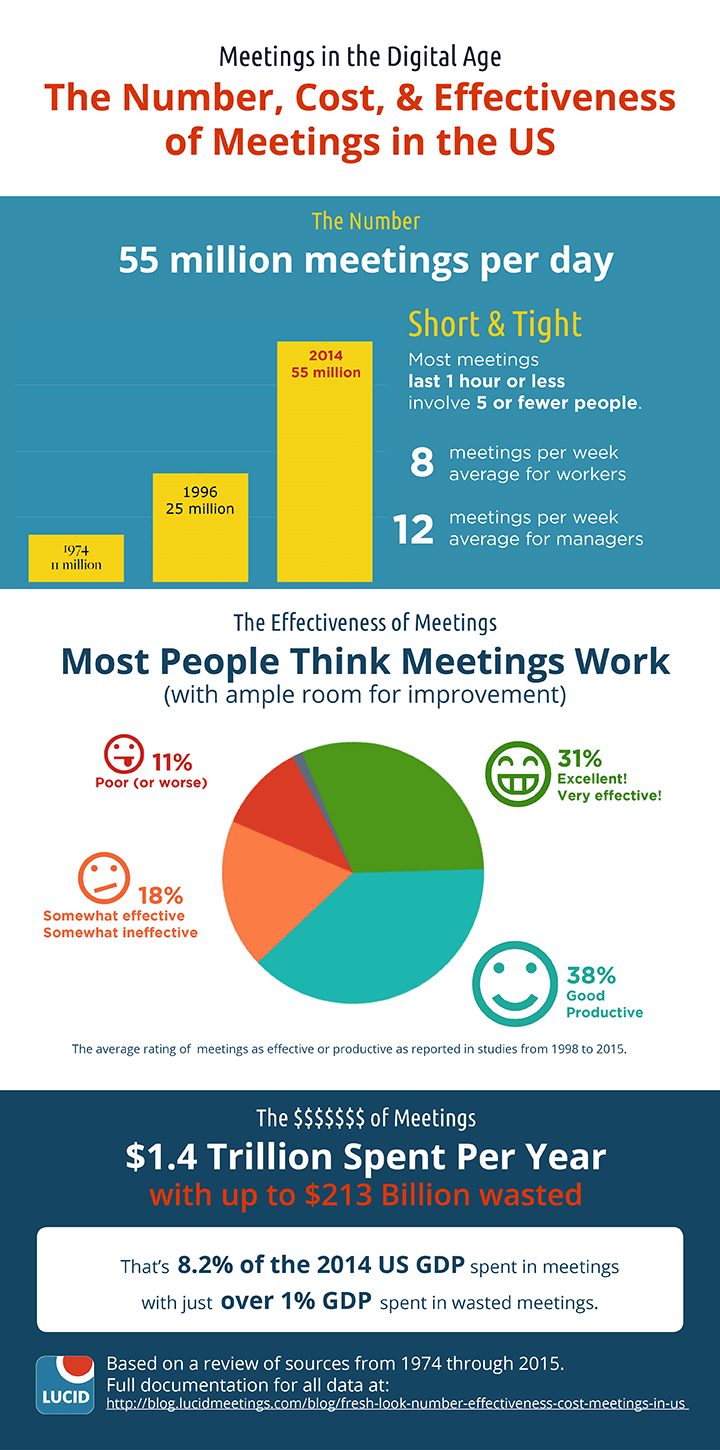 Meetings in the Digital Age
The Number, Cost, & Effectiveness
of Meetings in the US
The Number
55 million meetings per day
2014
55 million
1996
25 million
1974
11 million
Short & Tight
Most meetings
last 1 hour or less
involve 5 or fewer people.
8
meetings per week
average for workers
12
meetings per week
average for managers
The Effectiveness of Meetings
Most People Think Meetings Work
(with ample room for improvement)
11%
Poor (or worse)
31%
Excellent!
Very effective!
18%
Somewhat effective
Somewhat ineffective
38%
Good
Productive
The average rating of meetings as effective or productive as reported in studies from 1998 to 2015.
The $$$$$$$ of Meetings
$1.4 Trillion Spent Per Year
with up to $213 Billion wasted
That's 8.2% of the 2014 US GDP spent in meetings
with just over 1% GDP spent in wasted meetings.
LUCID
Based on a review of sources from 1974 through 2015.
Full documentation for all data at:
http://blog.lucidmeetings.com/blog/fresh-look-number-effectiveness-cost-meetings-in-us